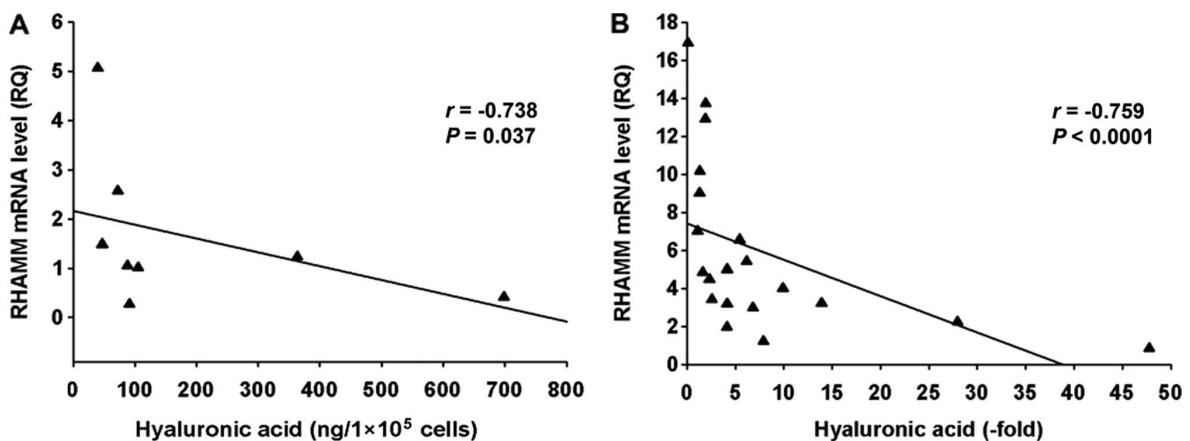 A
RHAMM mRNA level (RQ)
6
5
4
3
2
1
0
r = -0.738
P = 0.037
0 100 200 300 400 500 600 700 800
Hyaluronic acid (ng/1×10⁵ cells)
B
RHAMM mRNA level (RQ)
18
16
14
12
10
8
6
4
2
0
r = -0.759
P < 0.0001
0 5 10 15 20 25 30 35 40 45 50
Hyaluronic acid (-fold)